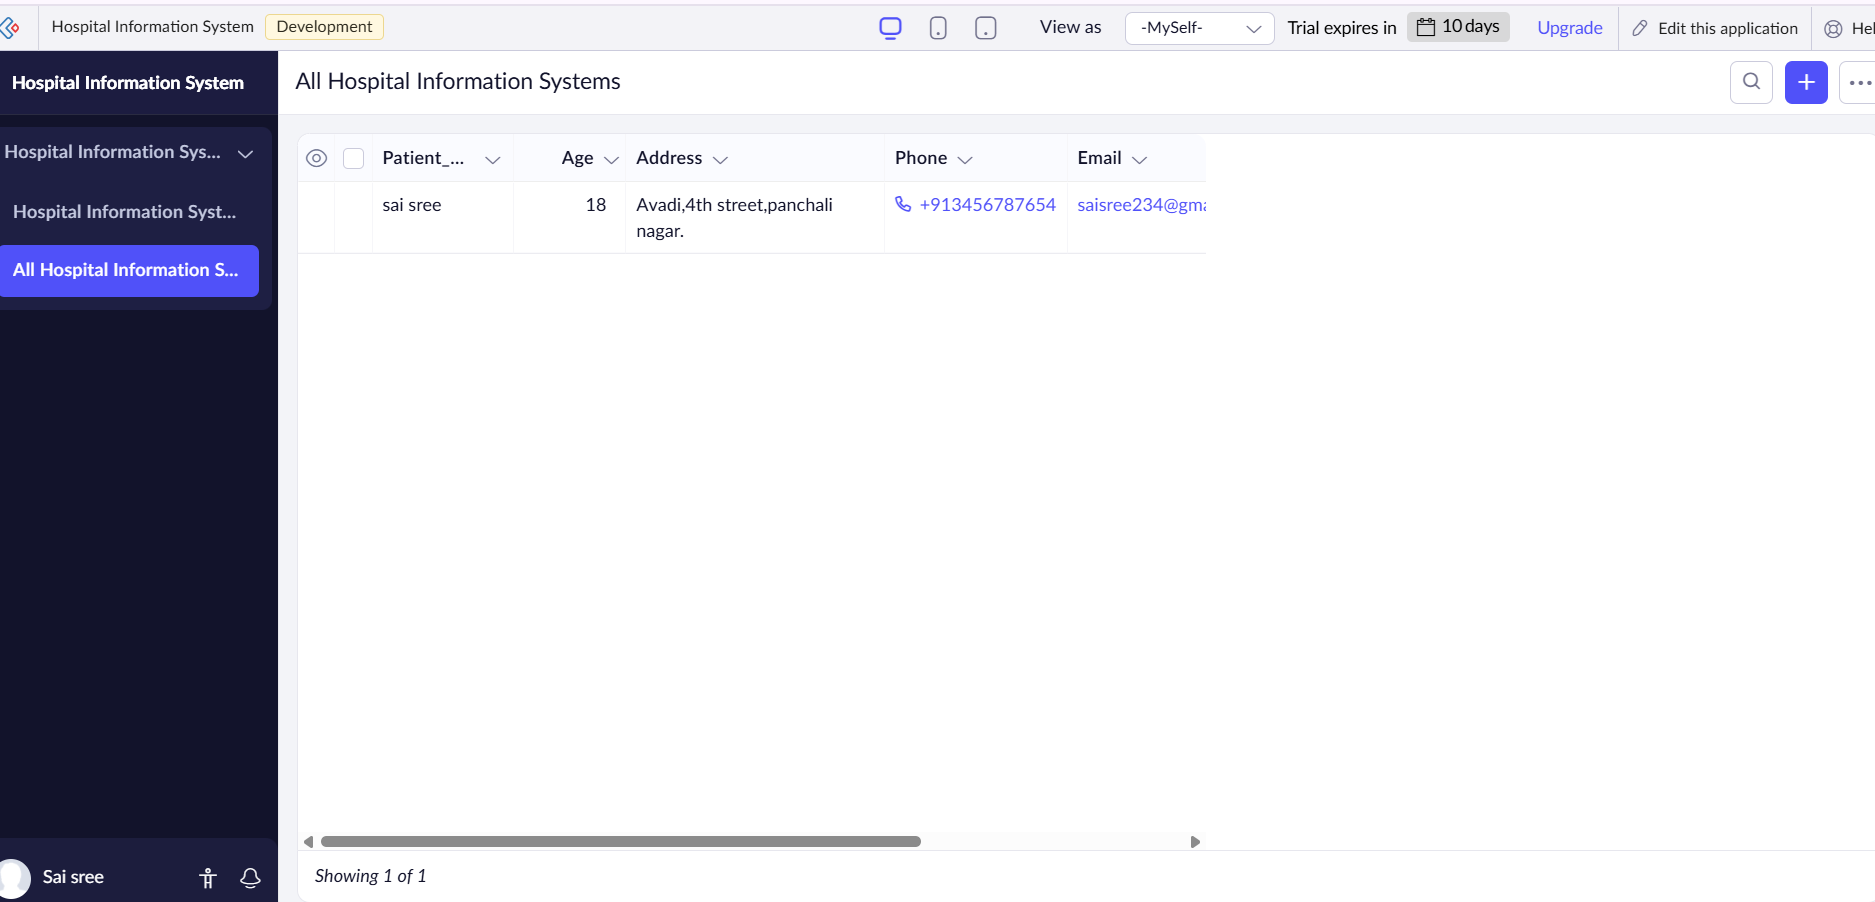 Hospital Information System Development View as -MySelf- Trial expires in 10 days Upgrade Edit this application Hel
Hospital Information System
All Hospital Information Systems
Hospital Information Sys...
Hospital Information Syst...
All Hospital Information S...
Patient_... Age Address Phone Email
sai sree 18 Avadi,4th street,panchali +913456787654 saisree234@gma
nagar.
Showing 1 of 1
Sai sree